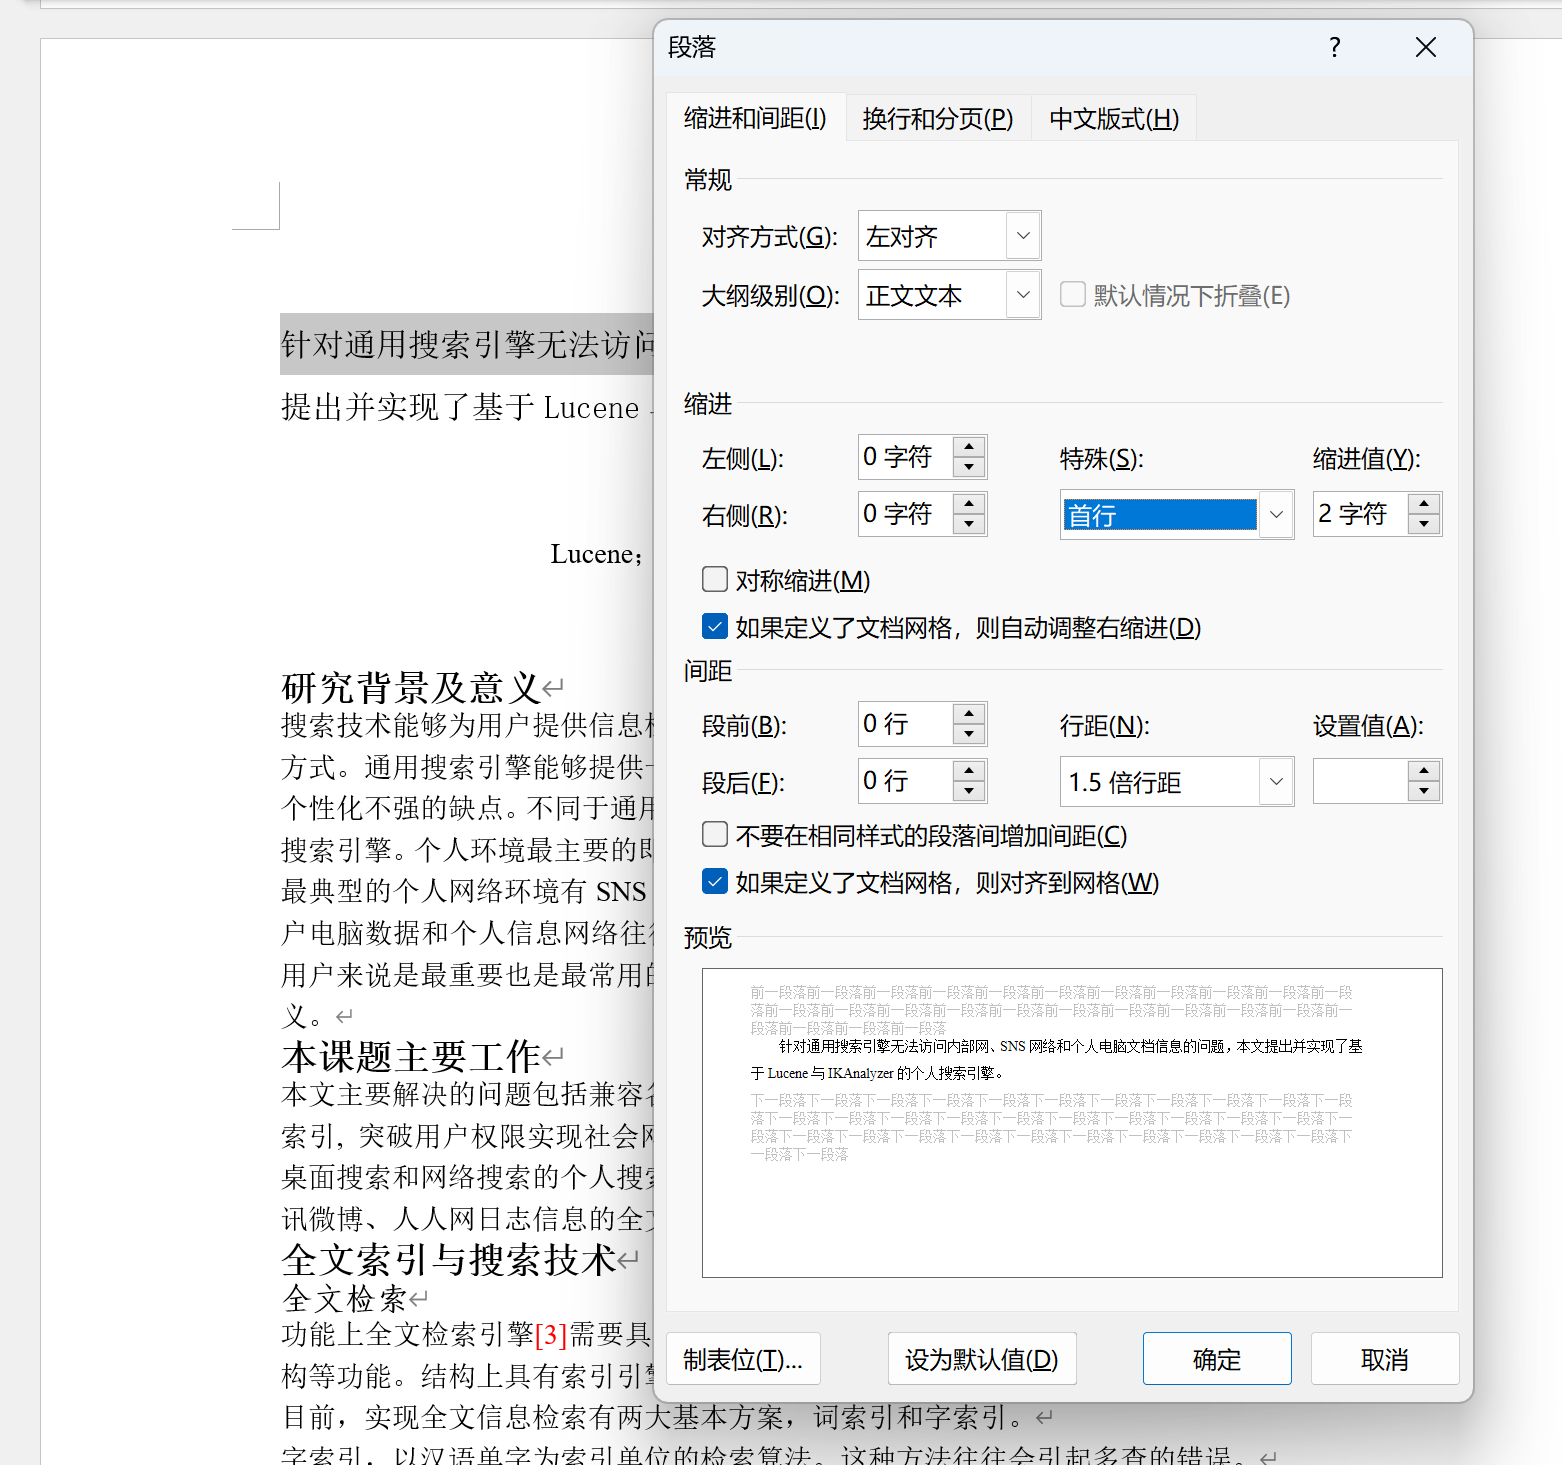 段落
?
缩进和间距(I)
换行和分页(P)
中文版式(H)
常规
对齐方式(G):
左对齐
大纲级别(O):
正文文本
默认情况下折叠(E)
缩进
左侧(L):
0 字符
特殊(S):
缩进值(Y):
右侧(R):
0 字符
首行
2 字符
对称缩进(M)
如果定义了文档网格，则自动调整右缩进(D)
间距
段前(B):
0 行
行距(N):
设置值(A):
段后(F):
0 行
1.5 倍行距
不要在相同样式的段落间增加间距(C)
如果定义了文档网格，则对齐到网格(W)
预览
前一段落前一段落前一段落前一段落前一段落前一段落前一段落前一段落前一段落前一段落前一段
落前一段落前一段落前一段落前一段落前一段落前一段落前一段落前一段落前一段落前一段落前一
段落前一段落前一段落前一段落
针对通用搜索引擎无法访问内部网、SNS 网络和个人电脑文档信息的问题，本文提出并实现了基
于 Lucene 与 IKAnalyzer 的个人搜索引擎。
下一段落下一段落下一段落下一段落下一段落下一段落下一段落下一段落下一段落下一段落下一段
落下一段落下一段落下一段落下一段落下一段落下一段落下一段落下一段落下一段落下一段落下一
段落下一段落下一段落下一段落下一段落下一段落下一段落下一段落下一段落下一段落下一段落下
一段落下一段落
制表位(T)...
设为默认值(D)
确定
取消
针对通用搜索引擎无法访问
提出并实现了基于 Lucene
Lucene；
研究背景及意义
搜索技术能够为用户提供信息
方式。通用搜索引擎能够提供
个性化不强的缺点。不同于通用
搜索引擎。个人环境最主要的即
最典型的个人网络环境有 SNS
户电脑数据和个人信息网络往
用户来说是最重要也是最常用的
义。
本课题主要工作
本文主要解决的问题包括兼容
索引，突破用户权限实现社会网
桌面搜索和网络搜索的个人搜索
讯微博、人人网日志信息的全文
全文索引与搜索技术
全文检索
功能上全文检索引擎[3]需要具
构等功能。结构上具有索引引擎
目前，实现全文信息检索有两大基本方案，词索引和字索引。
字索引，以汉语单字为索引单位的检索算法。这种方法往往会引起多查的错误。